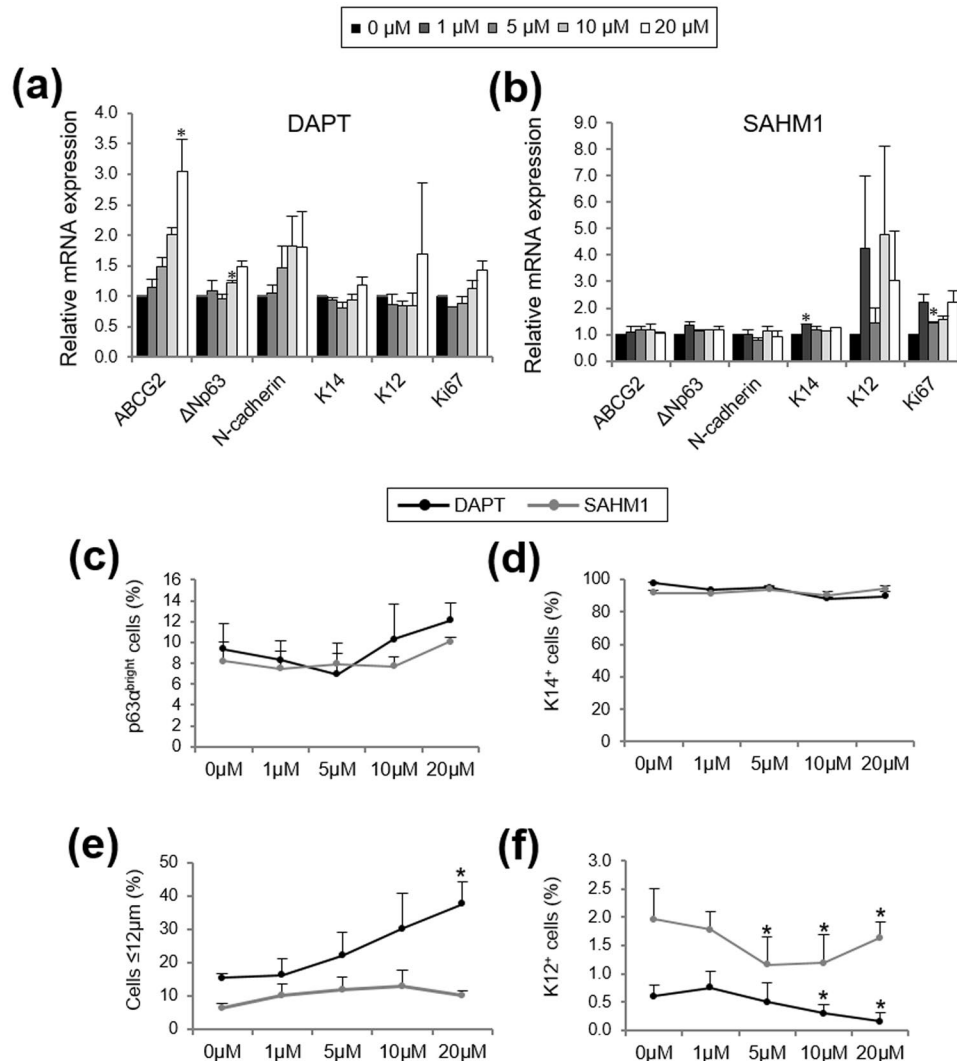 0 µM 1 µM 5 µM 10 µM 20 µM
(a)
DAPT
Relative mRNA expression
4.0
3.5
3.0
2.5
2.0
1.5
1.0
0.5
0.0
*
*
ABCG2
ΔNp63
N-cadherin
K14
K12
Ki67
(b)
SAHM1
Relative mRNA expression
9.0
8.0
7.0
6.0
5.0
4.0
3.0
2.0
1.0
0.0
*
*
ABCG2
ΔNp63
N-cadherin
K14
K12
Ki67
DAPT SAHM1
(c)
p63α^bright cells (%)
16
14
12
10
8
6
4
2
0
0µM 1µM 5µM 10µM 20µM
(d)
K14⁺ cells (%)
100
80
60
40
20
0
0µM 1µM 5µM 10µM 20µM
(e)
Cells ≤12µm (%)
50
40
30
20
10
0
*
0µM 1µM 5µM 10µM 20µM
(f)
K12⁺ cells (%)
3.0
2.5
2.0
1.5
1.0
0.5
0.0
* * *
* *
0µM 1µM 5µM 10µM 20µM